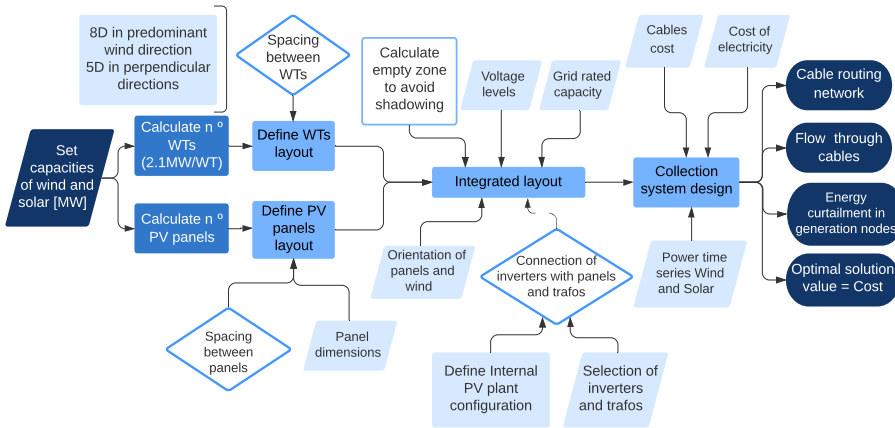 8D in predominant
wind direction
5D in perpendicular
directions
Spacing
between
WTs
Calculate
empty zone
to avoid
shadowing
Voltage
levels
Grid rated
capacity
Cables
cost
Cost of
electricity
Set
capacities
of wind and
solar [MW]
Calculate n º
WTs
(2.1MW/WT)
Define WTs
layout
Calculate n º
PV panels
Define PV
panels
layout
Integrated layout
Collection
system design
Cable routing
network
Flow through
cables
Energy
curtailment in
generation nodes
Optimal solution
value = Cost
Orientation of
panels and
wind
Connection of
inverters with panels
and trafos
Power time
series Wind
and Solar
Spacing
between
panels
Panel
dimensions
Define Internal
PV plant
configuration
Selection of
inverters
and trafos